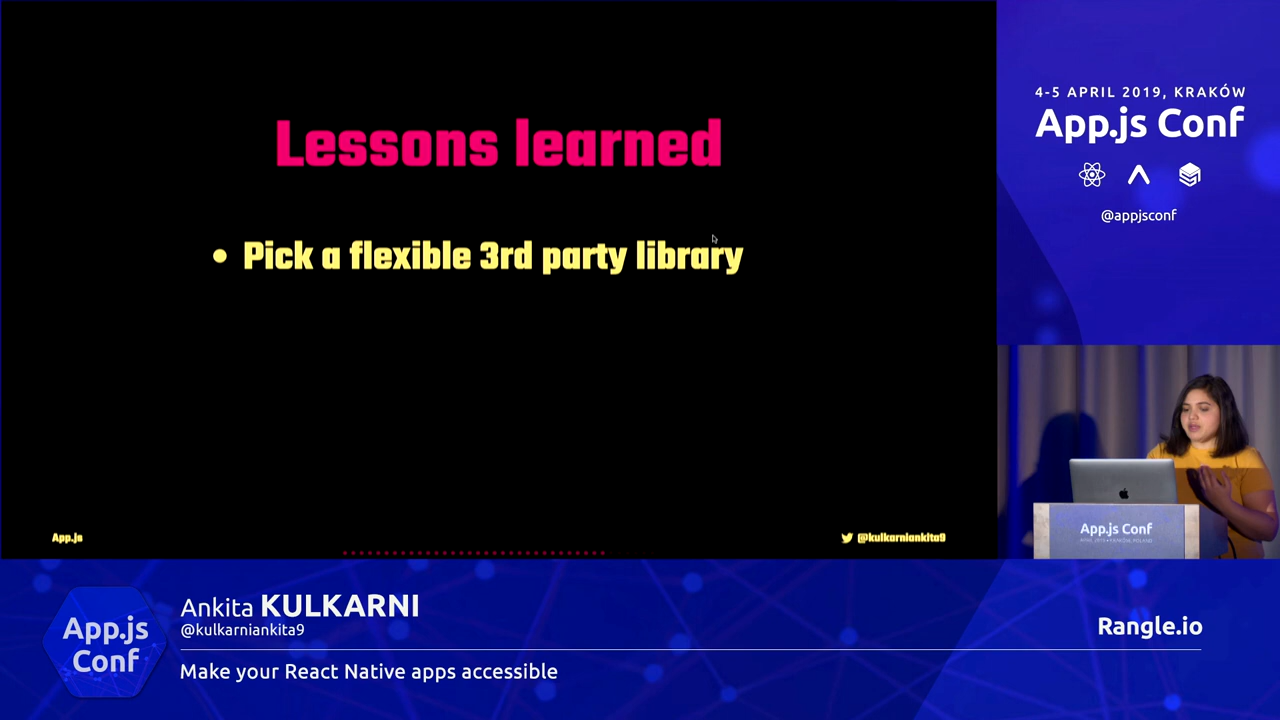 Lessons learned
• Pick a flexible 3rd party library
App.js
@kulkarniankita9
4-5 APRIL 2019, KRAKÓW
App.js Conf
@appjsconf
App.js Conf
App.js
Conf
Ankita KULKARNI
@kulkarniankita9
Make your React Native apps accessible
Rangle.io